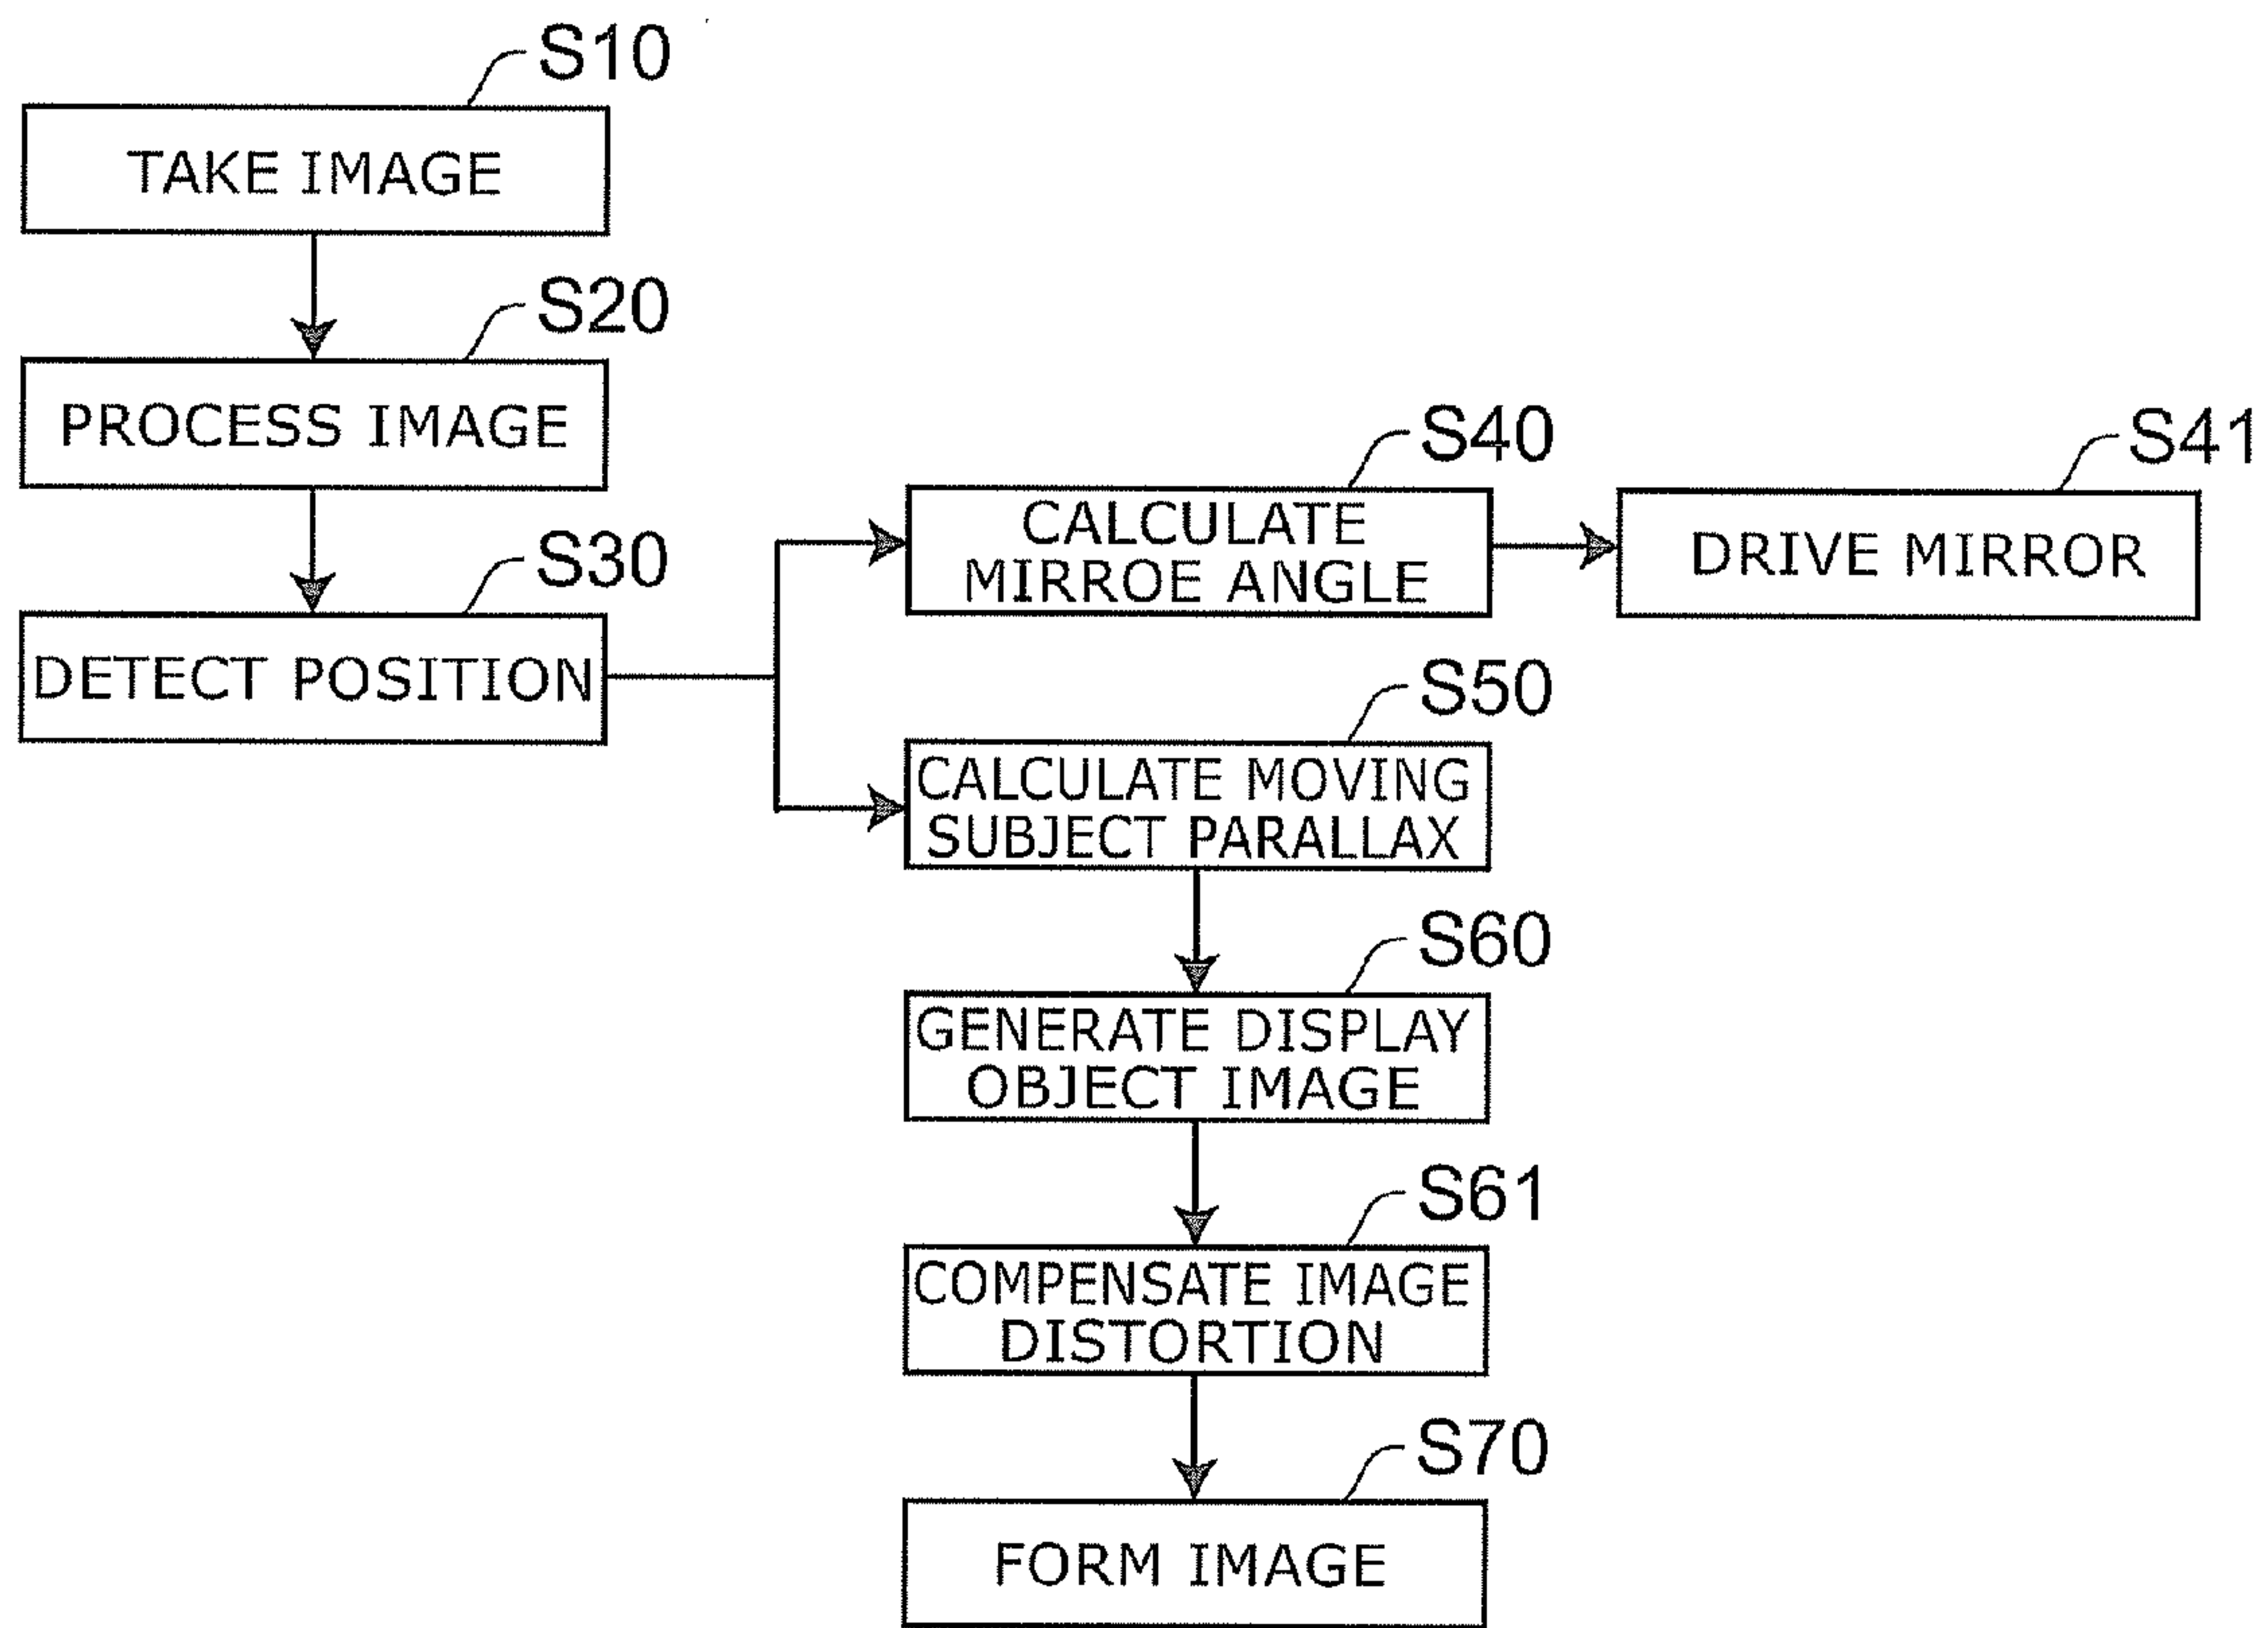 S10
TAKE IMAGE
S20
PROCESS IMAGE
S30
DETECT POSITION
S40
CALCULATE
MIRROE ANGLE
S41
DRIVE MIRROR
S50
CALCULATE MOVING
SUBJECT PARALLAX
S60
GENERATE DISPLAY
OBJECT IMAGE
S61
COMPENSATE IMAGE
DISTORTION
S70
FORM IMAGE